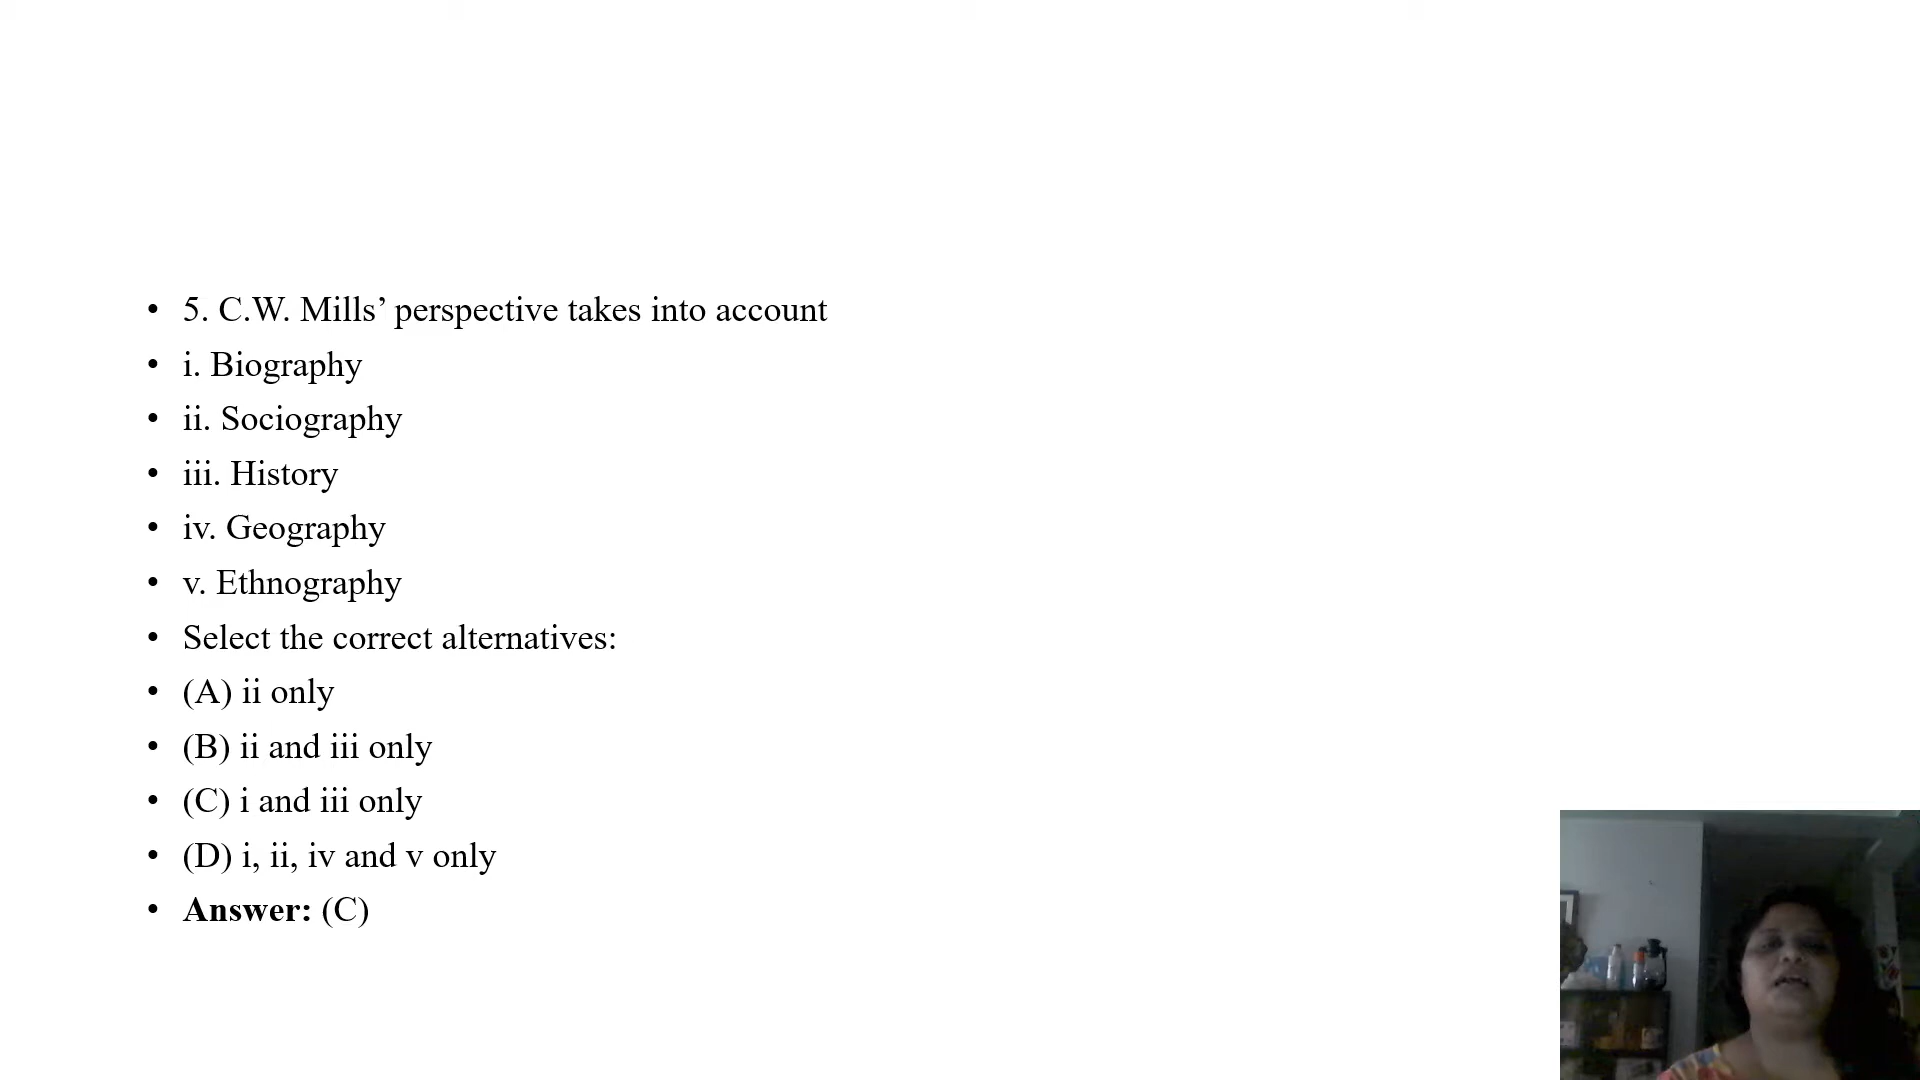 • 5. C.W. Mills’ perspective takes into account
• i. Biography
• ii. Sociography
• iii. History
• iv. Geography
• v. Ethnography
• Select the correct alternatives:
• (A) ii only
• (B) ii and iii only
• (C) i and iii only
• (D) i, ii, iv and v only
• Answer: (C)